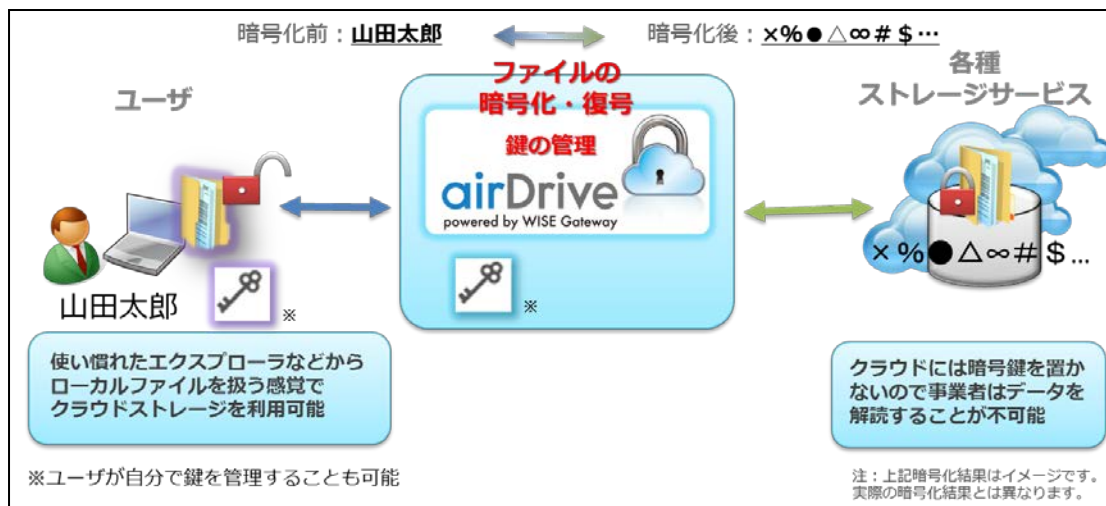 暗号化前：山田太郎
暗号化後：×%●△∞＃＄…
ユーザ
ファイルの
暗号化・復号
鍵の管理
airDrive
powered by WISE Gateway
各種
ストレージサービス
×%●△∞＃＄…
山田太郎
※
※
使い慣れたエクスプローラなどから
ローカルファイルを扱う感覚で
クラウドストレージを利用可能
クラウドには暗号鍵を置か
ないので事業者はデータを
解読することが不可能
※ユーザが自分で鍵を管理することも可能
注：上記暗号化結果はイメージです。
実際の暗号化結果とは異なります。